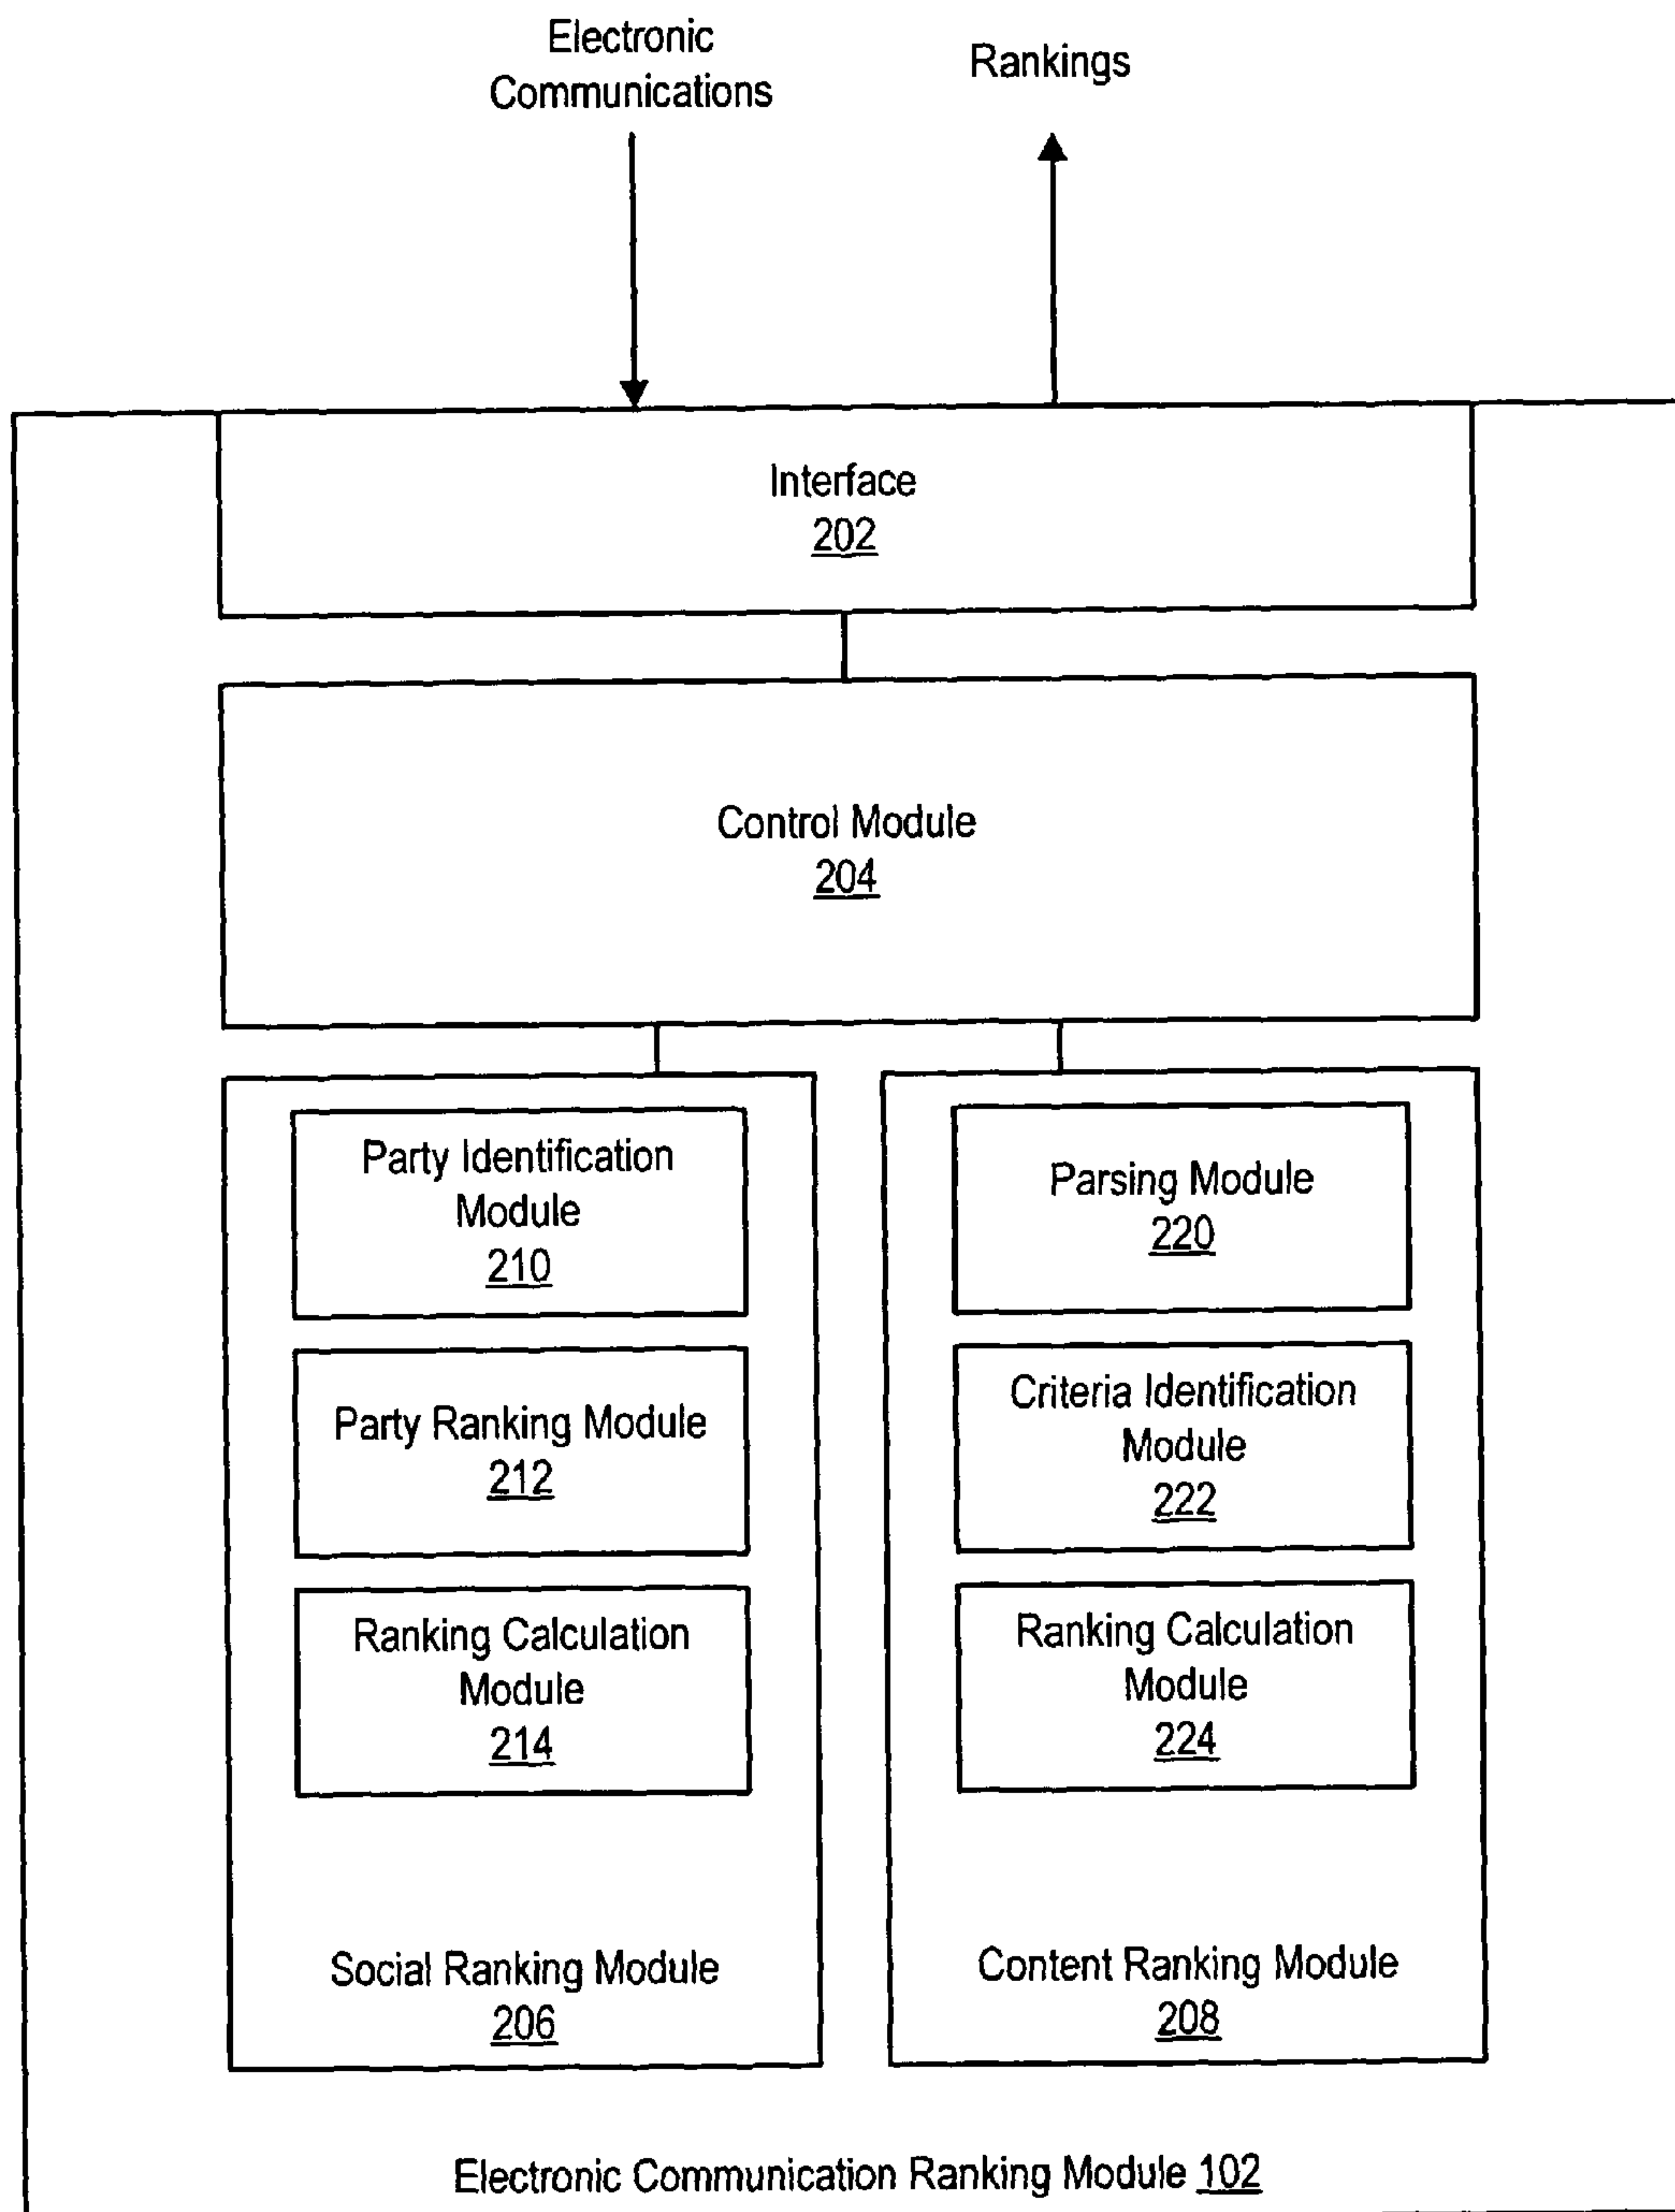 Electronic
Communications
Rankings
Interface
202
Control Module
204
Party Identification
Module
210
Party Ranking Module
212
Ranking Calculation
Module
214
Social Ranking Module
206
Parsing Module
220
Criteria Identification
Module
222
Ranking Calculation
Module
224
Content Ranking Module
208
Electronic Communication Ranking Module 102